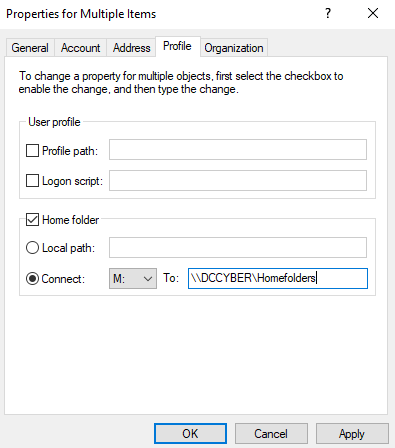 Properties for Multiple Items ?
General Account Address Profile Organization
To change a property for multiple objects, first select the checkbox to
enable the change, and then type the change.
User profile
Profile path:
Logon script:
Home folder
Local path:
Connect: M: To: \\DCCYBER\Homefolders
OK Cancel Apply